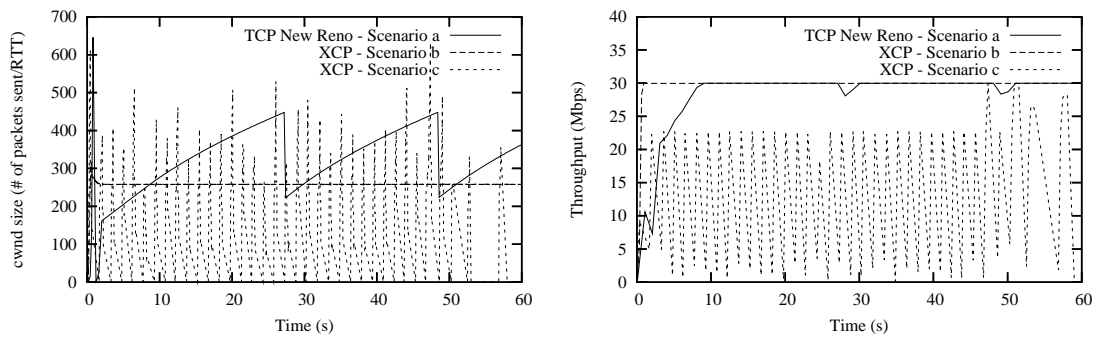 700
600
500
400
300
200
100
0
cwnd size (# of packets sent/RTT)
TCP New Reno - Scenario a
XCP - Scenario b
XCP - Scenario c
0 10 20 30 40 50 60
Time (s)
40
35
30
25
20
15
10
5
0
Throughput (Mbps)
TCP New Reno - Scenario a
XCP - Scenario b
XCP - Scenario c
0 10 20 30 40 50 60
Time (s)